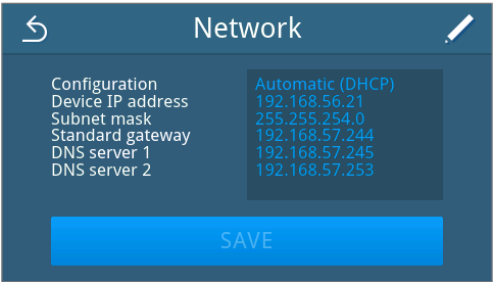 Network
Configuration Automatic (DHCP)
Device IP address 192.168.56.21
Subnet mask 255.255.254.0
Standard gateway 192.168.57.244
DNS server 1 192.168.57.245
DNS server 2 192.168.57.253
SAVE